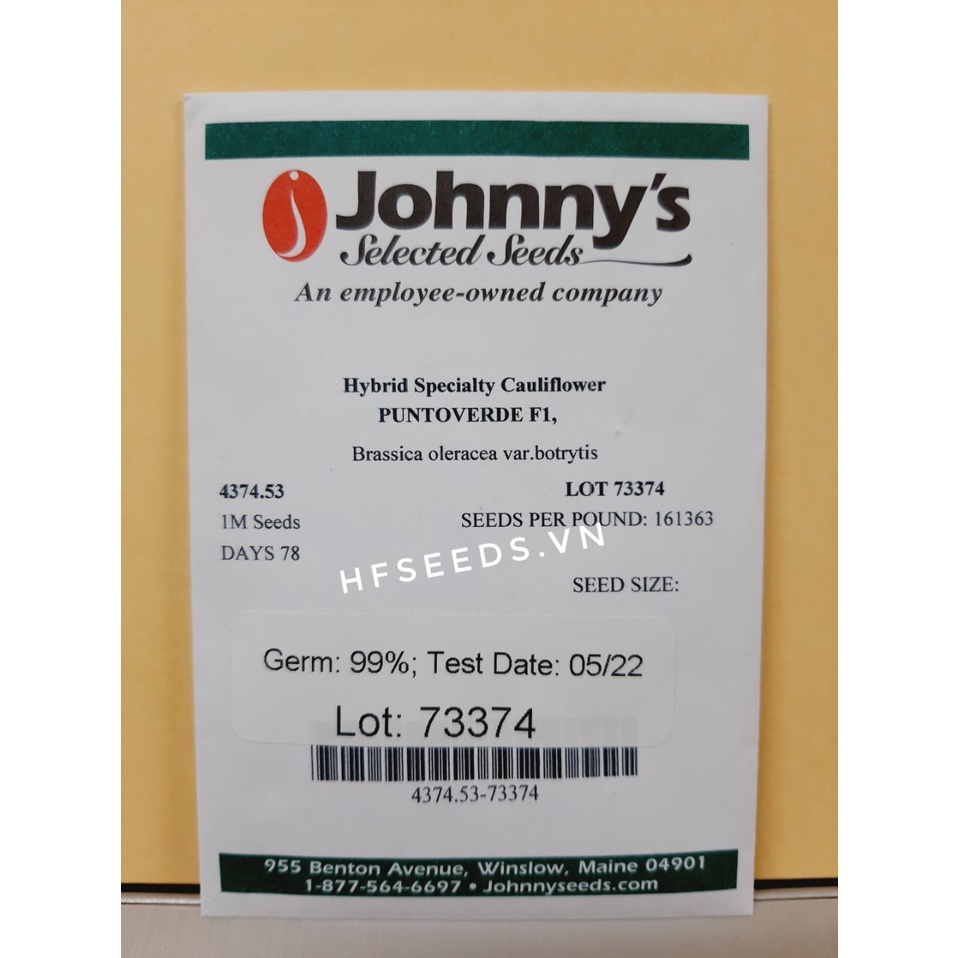 Johnny's
Selected Seeds
An employee-owned company
Hybrid Specialty Cauliflower
PUNTOVERDE F1,
Brassica oleracea var.botrytis
4374.53
LOT 73374
1M Seeds
SEEDS PER POUND: 161363
DAYS 78
HFSEEDS.VN
SEED SIZE:
Germ: 99%; Test Date: 05/22
Lot: 73374
4374.53-73374
955 Benton Avenue, Winslow, Maine 04901
1-877-564-6697 • Johnnyseeds.com